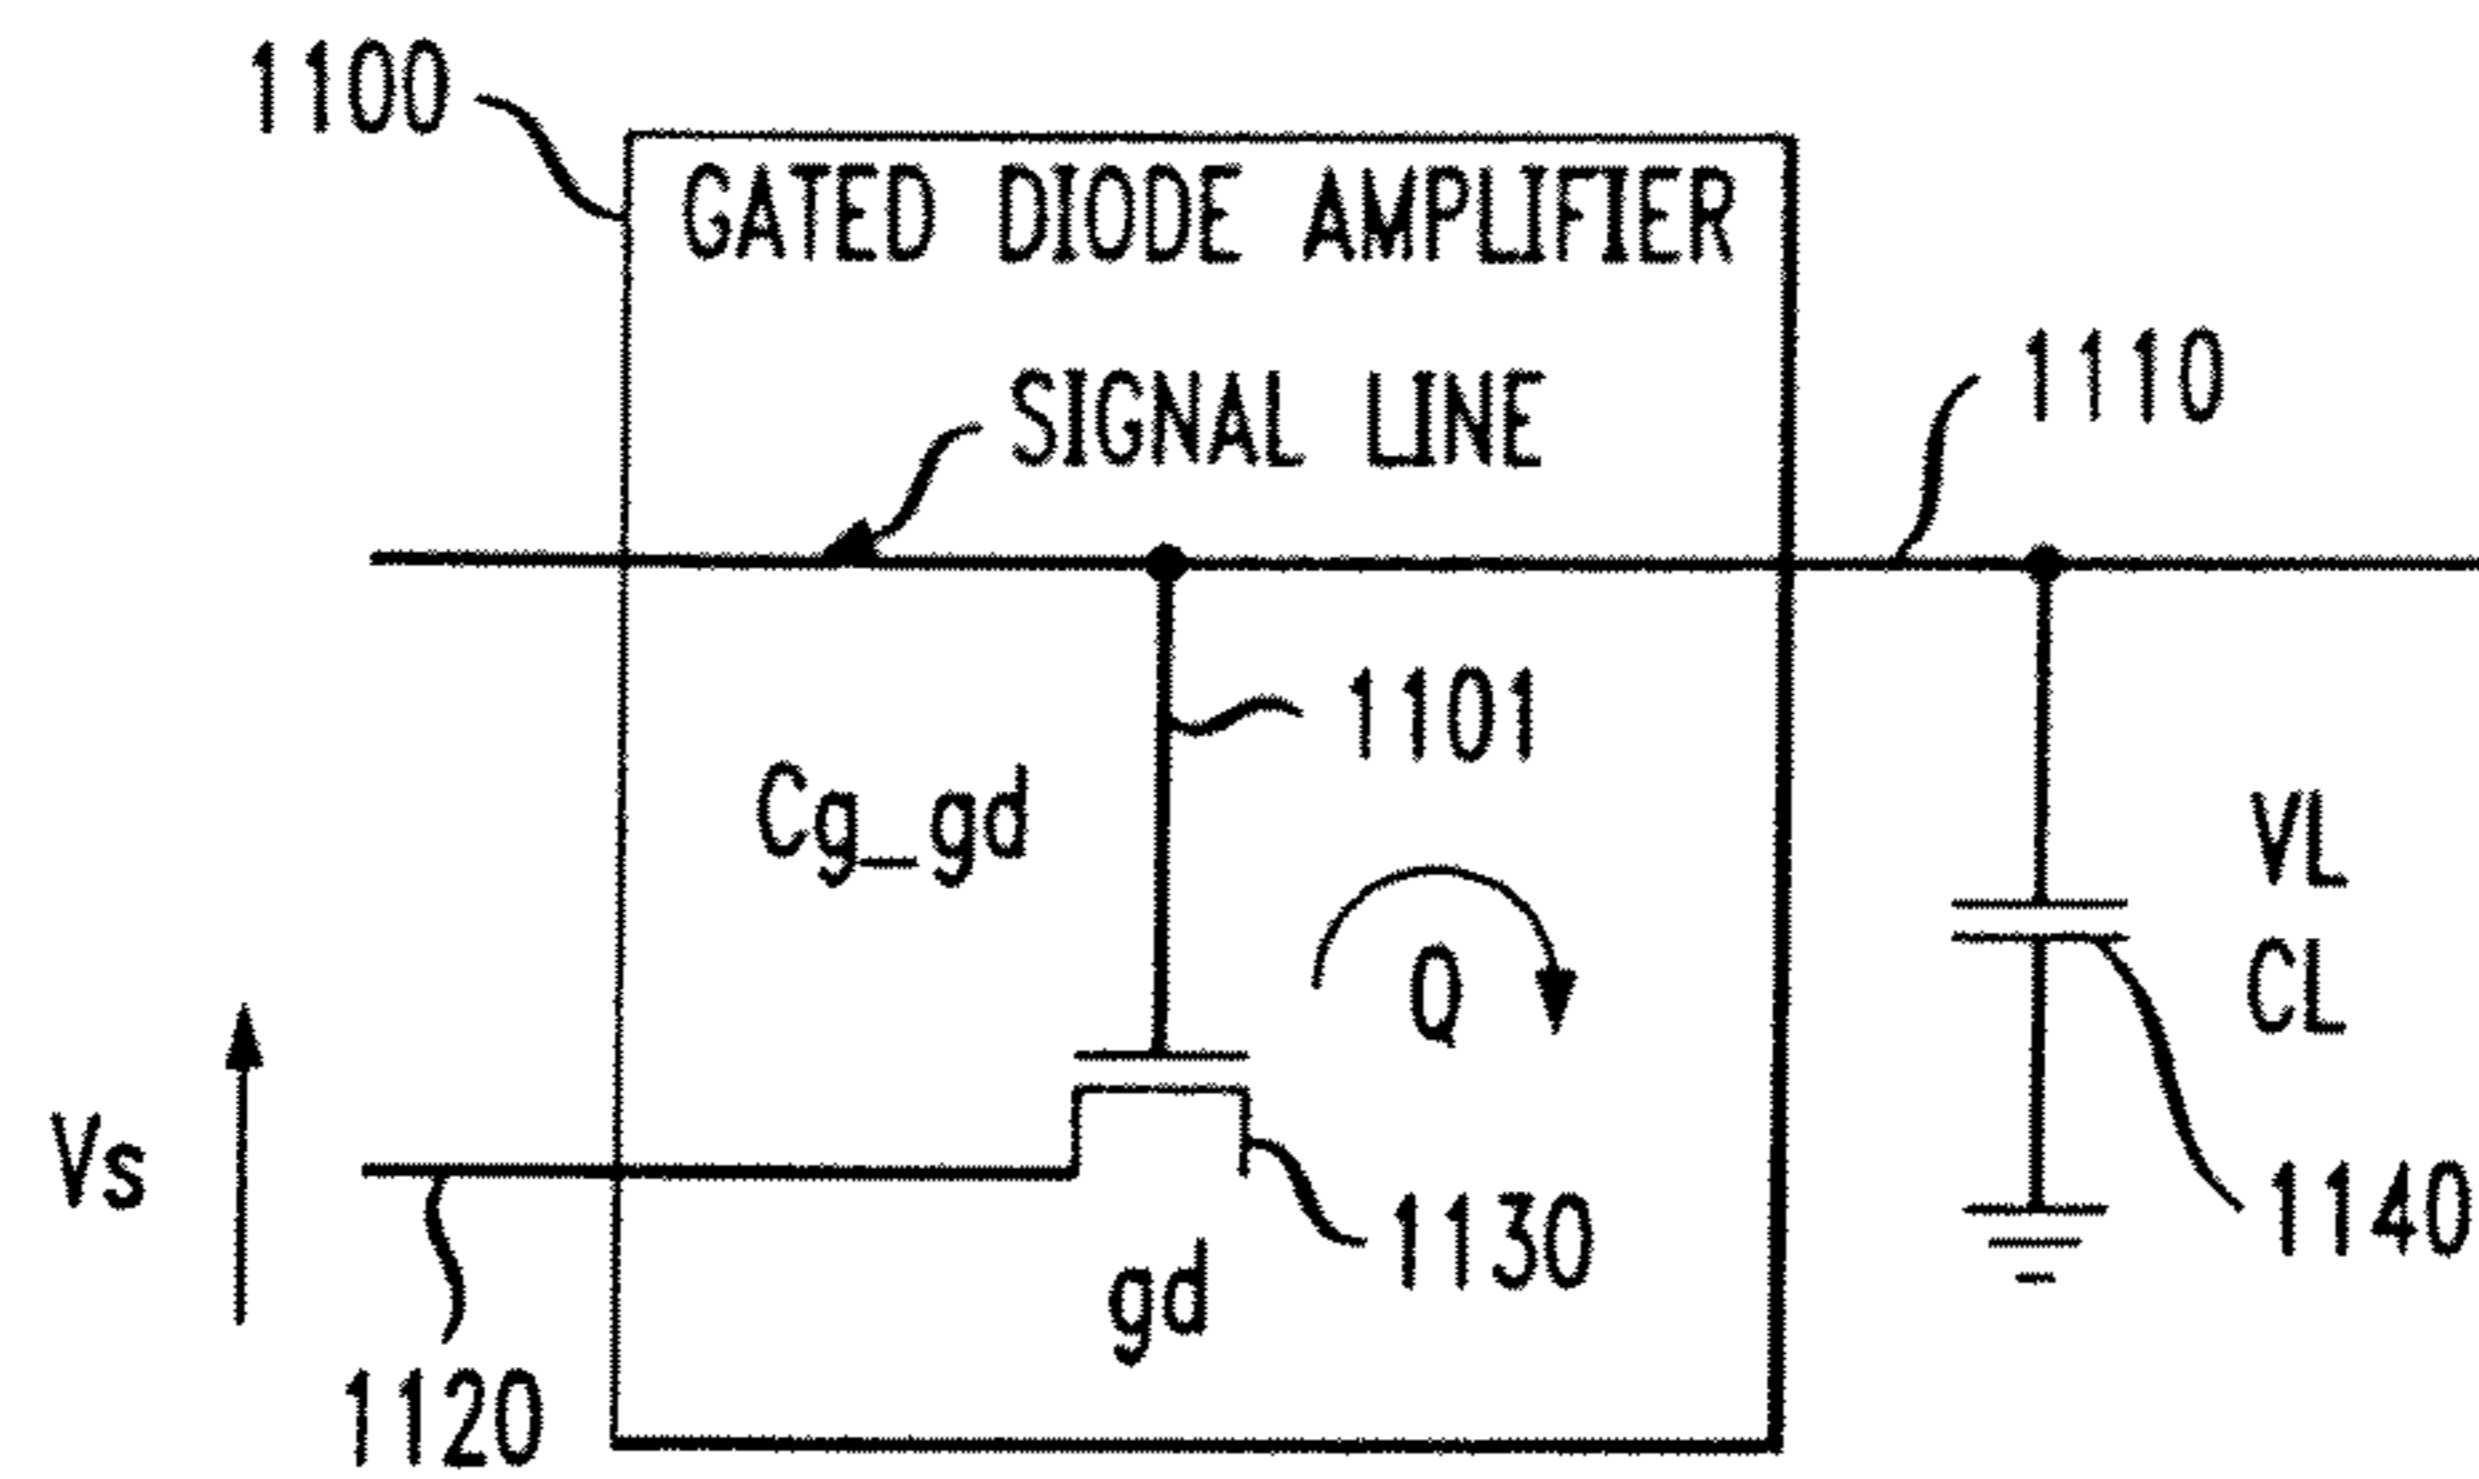 1100
GATED DIODE AMPLIFIER
SIGNAL LINE
1110
1101
Cg_gd
VL
Q
CL
Vs
1130
1140
gd
1120